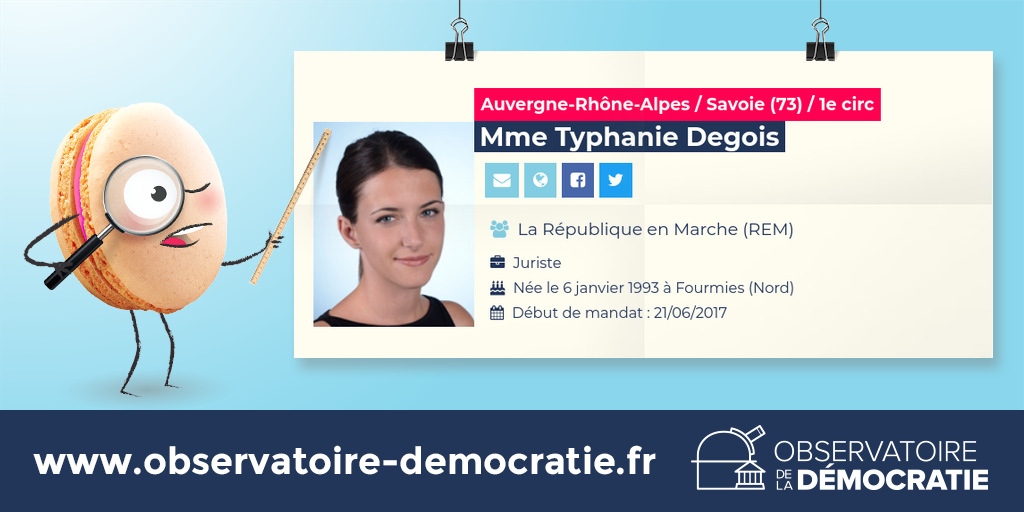 Auvergne-Rhône-Alpes / Savoie (73) / 1e circ
Mme Typhanie Degois
La République en Marche (REM)
Juriste
Née le 6 janvier 1993 à Fourmies (Nord)
Début de mandat : 21/06/2017
www.observatoire-democratie.fr
OBSERVATOIRE
DE LA DÉMOCRATIE